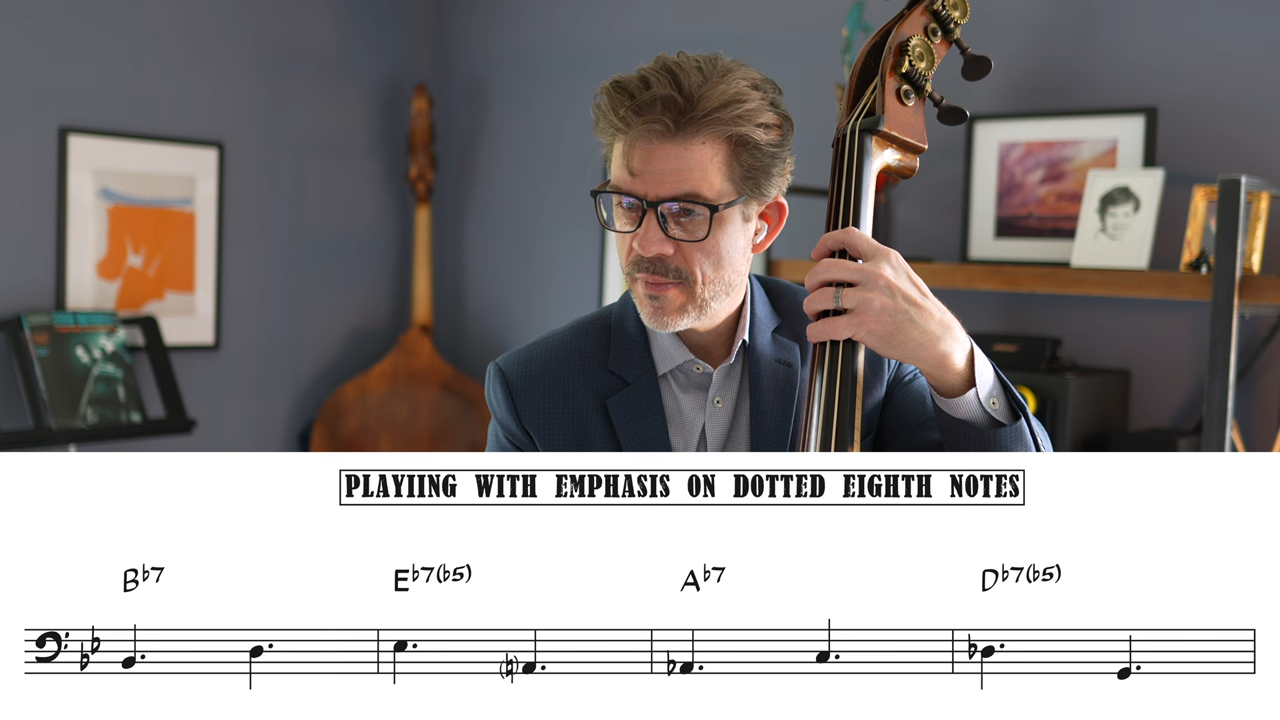 PLAYIING WITH EMPHASIS ON DOTTED EIGHTH NOTES
B♭7 E♭7(♭5) A♭7 D♭7(♭5)